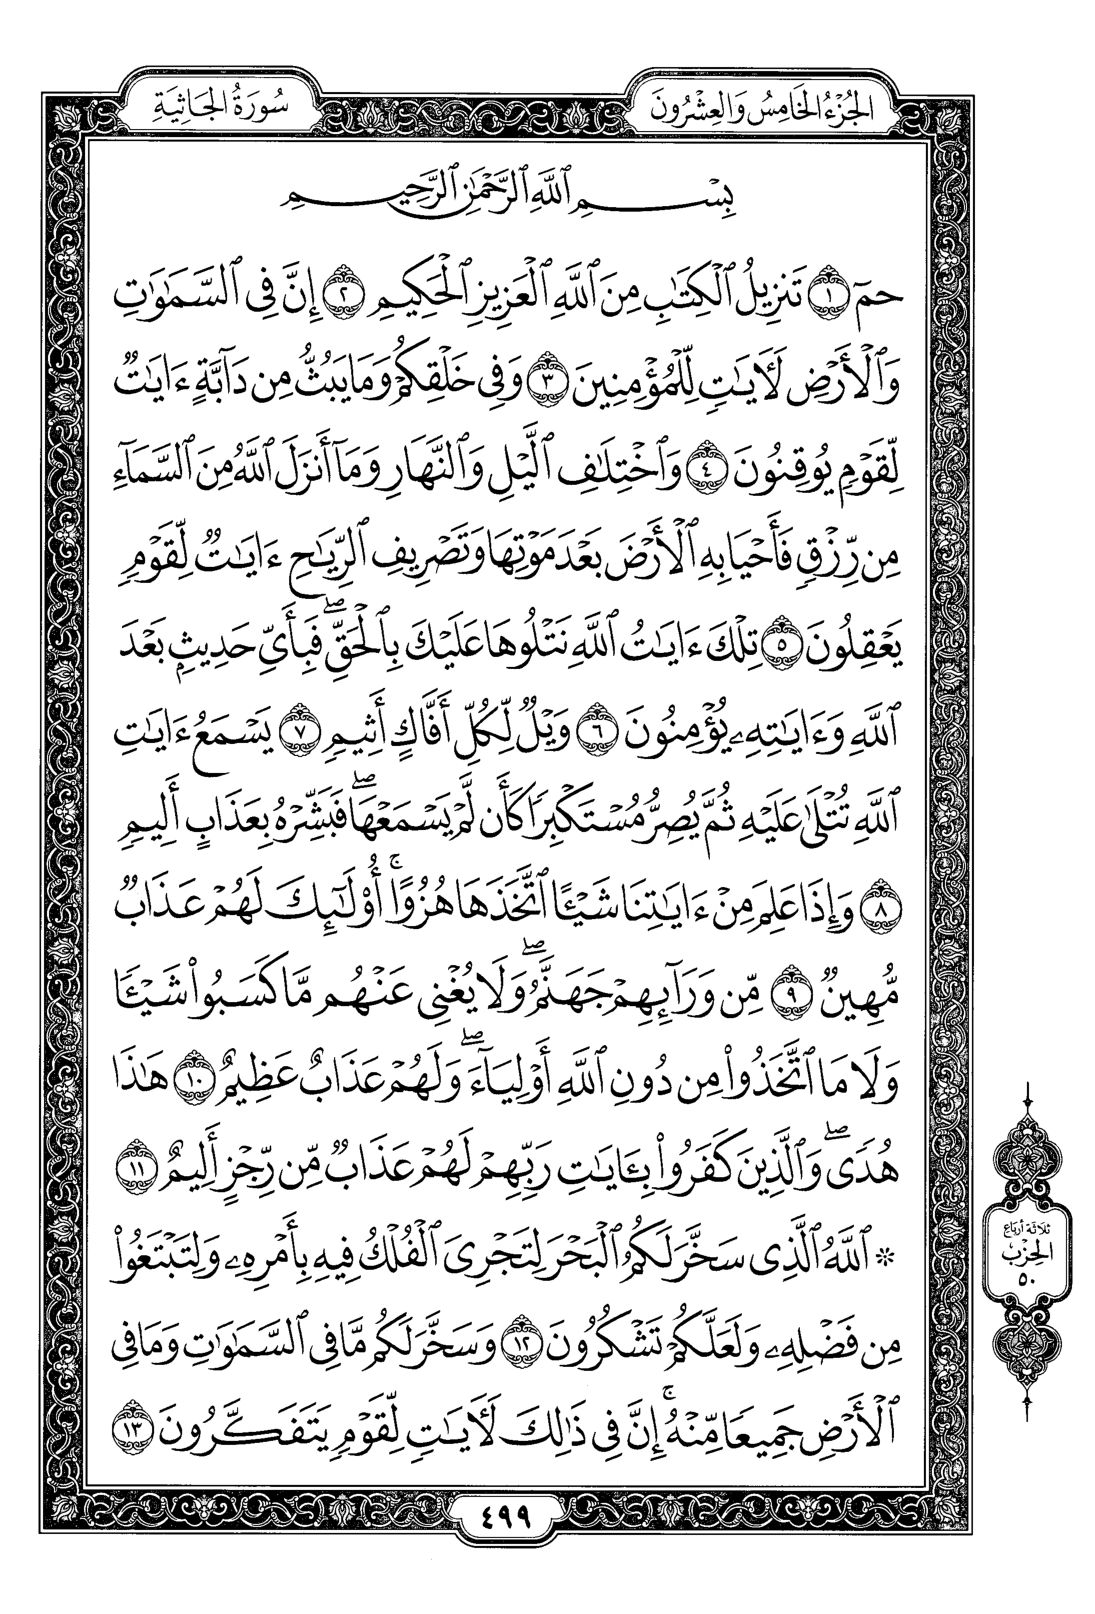 الجُزْءُ الخَامِسُ وَالعِشْرُونَ
سُورَةُ الجَاثِيَةِ
بِسْمِ ٱللَّهِ ٱلرَّحْمَٰنِ ٱلرَّحِيمِ
حمٓ ١ تَنزِيلُ ٱلْكِتَٰبِ مِنَ ٱللَّهِ ٱلْعَزِيزِ ٱلْحَكِيمِ ٢ إِنَّ فِى ٱلسَّمَٰوَٰتِ
وَٱلْأَرْضِ لَـَٔايَٰتٍ لِّلْمُؤْمِنِينَ ٣ وَفِى خَلْقِكُمْ وَمَا يَبُثُّ مِن دَآبَّةٍ ءَايَٰتٌ
لِّقَوْمٍ يُوقِنُونَ ٤ وَٱخْتِلَٰفِ ٱلَّيْلِ وَٱلنَّهَارِ وَمَآ أَنزَلَ ٱللَّهُ مِنَ ٱلسَّمَآءِ
مِن رِّزْقٍ فَأَحْيَا بِهِ ٱلْأَرْضَ بَعْدَ مَوْتِهَا وَتَصْرِيفِ ٱلرِّيَٰحِ ءَايَٰتٌ لِّقَوْمٍ
يَعْقِلُونَ ٥ تِلْكَ ءَايَٰتُ ٱللَّهِ نَتْلُوهَا عَلَيْكَ بِٱلْحَقِّ ۖ فَبِأَىِّ حَدِيثٍۭ بَعْدَ
ٱللَّهِ وَءَايَٰتِهِۦ يُؤْمِنُونَ ٦ وَيْلٌ لِّكُلِّ أَفَّاكٍ أَثِيمٍ ٧ يَسْمَعُ ءَايَٰتِ
ٱللَّهِ تُتْلَىٰ عَلَيْهِ ثُمَّ يُصِرُّ مُسْتَكْبِرًا كَأَن لَّمْ يَسْمَعْهَا ۖ فَبَشِّرْهُ بِعَذَابٍ أَلِيمٍ
٨ وَإِذَا عَلِمَ مِنْ ءَايَٰتِنَا شَيْـًٔا ٱتَّخَذَهَا هُزُوًا ۚ أُو۟لَٰٓئِكَ لَهُمْ عَذَابٌ
مُّهِينٌ ٩ مِّن وَرَآئِهِمْ جَهَنَّمُ ۖ وَلَا يُغْنِى عَنْهُم مَّا كَسَبُوا۟ شَيْـًٔا
وَلَا مَا ٱتَّخَذُوا۟ مِن دُونِ ٱللَّهِ أَوْلِيَآءَ ۖ وَلَهُمْ عَذَابٌ عَظِيمٌ ١٠ هَٰذَا
هُدًى ۖ وَٱلَّذِينَ كَفَرُوا۟ بِـَٔايَٰتِ رَبِّهِمْ لَهُمْ عَذَابٌ مِّن رِّجْزٍ أَلِيمٌ ١١
* ٱللَّهُ ٱلَّذِى سَخَّرَ لَكُمُ ٱلْبَحْرَ لِتَجْرِىَ ٱلْفُلْكُ فِيهِ بِأَمْرِهِۦ وَلِتَبْتَغُوا۟
مِن فَضْلِهِۦ وَلَعَلَّكُمْ تَشْكُرُونَ ١٢ وَسَخَّرَ لَكُم مَّا فِى ٱلسَّمَٰوَٰتِ وَمَا فِى
ٱلْأَرْضِ جَمِيعًا مِّنْهُ ۚ إِنَّ فِى ذَٰلِكَ لَـَٔايَٰتٍ لِّقَوْمٍ يَتَفَكَّرُونَ ١٣
ثلاثة أرباع
الحِزْب
٥٠
٤٩٩